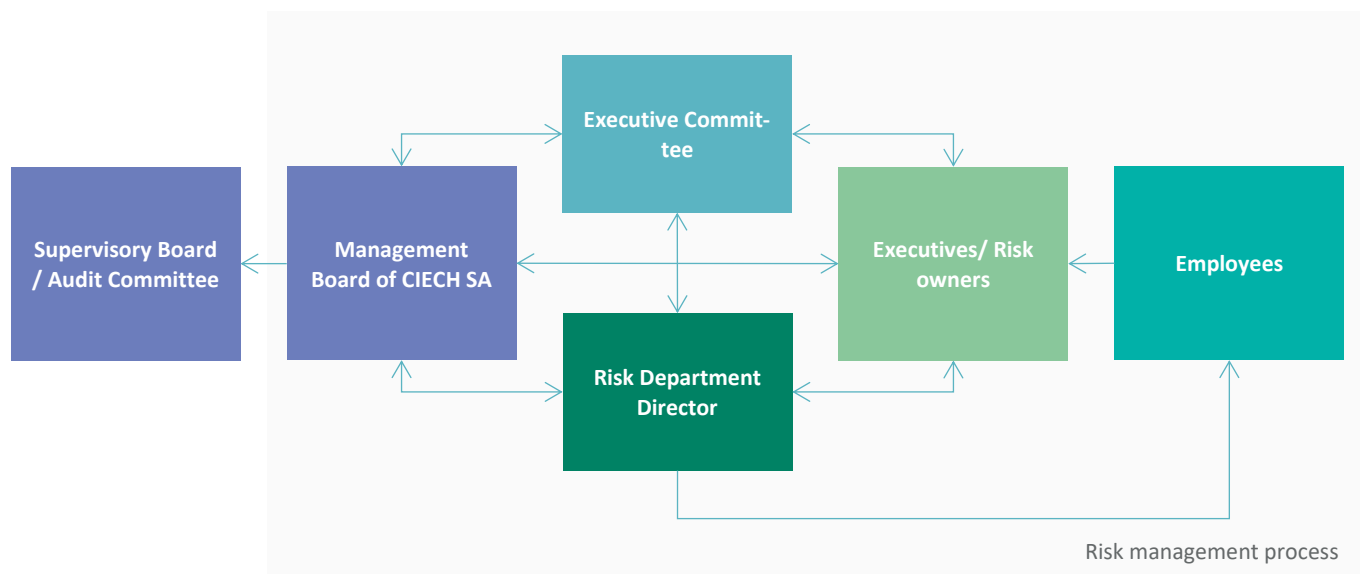 Executive Commit-
tee
Supervisory Board
/ Audit Committee
Management
Board of CIECH SA
Executives/ Risk
owners
Employees
Risk Department
Director
Risk management process